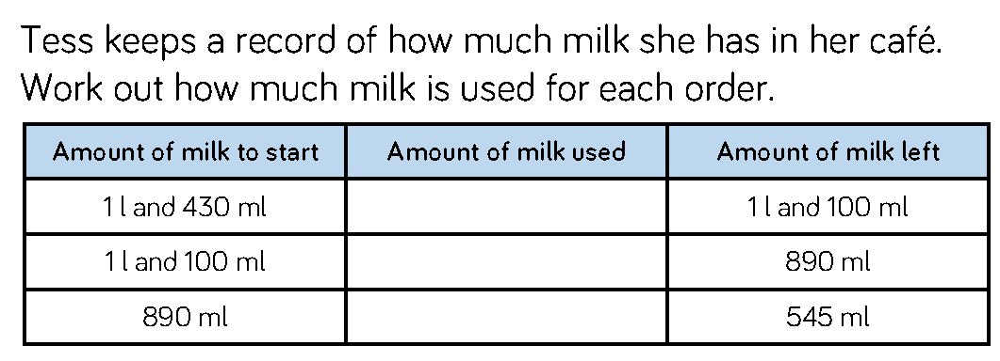 Tess keeps a record of how much milk she has in her café.
Work out how much milk is used for each order.
Amount of milk to start Amount of milk used Amount of milk left
1 l and 430 ml 1 l and 100 ml
1 l and 100 ml 890 ml
890 ml 545 ml